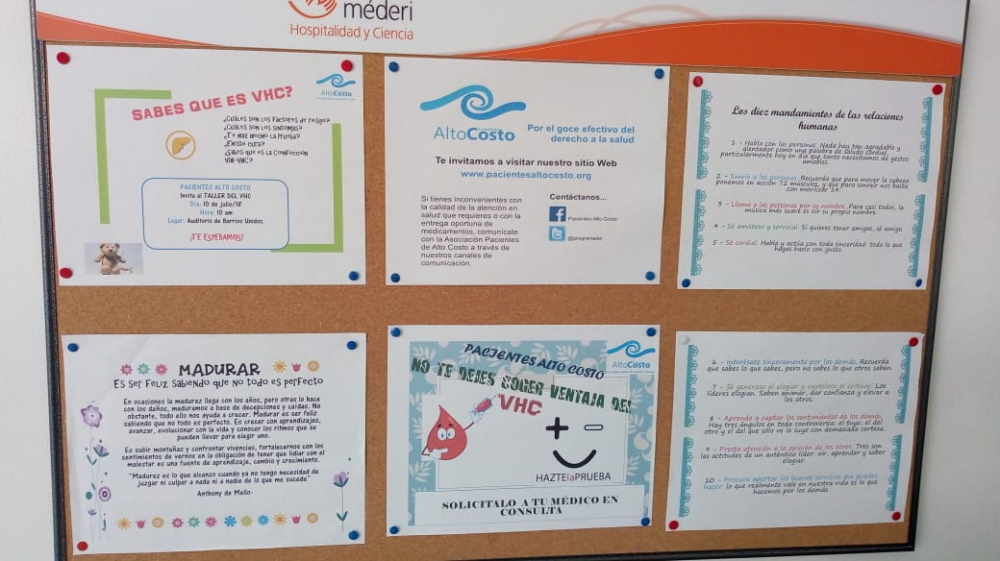 méderi
Hospitalidad y Ciencia
SABES QUE ES VHC?
AltoCosto
¿CUÁLES SON LOS FACTORES DE RIESGO?
¿CUÁLES SON LOS SINTOMAS?
¿TE HAZ HECHO LA PRUEBA?
¿EXISTE CURA?
¿SABES QUE ES LA CONFECCION
VIH-VHC?
PACIENTES ALTO COSTO
Invita al TALLER DEL VHC
Día: 10 de julio/18
Hora: 10 am
Lugar: Auditorio de Barrios Unidos.
¡TE ESPERAMOS!
AltoCosto
Por el goce efectivo del
derecho a la salud
Te invitamos a visitar nuestro sitio Web
www.pacientesaltocosto.org
Si tienes inconvenientes con
la calidad de la atención en
salud que requieres o con la
entrega oportuna de
medicamentos, comunícate
con la Asociación Pacientes
de Alto Costo a través de
nuestros canales de
comunicación.
Contáctanos...
Pacientes Alto Costo
Los diez mandamientos de las relaciones
humanas
1 - Habla con las personas. Nada hay tan agradable y
alentador como una palabra de saludo cordial,
particularmente hoy en día que tanto necesitamos de gestos
amables.
2 - Sonríe a las personas. Recuerda que para mover la cabeza
ponemos en acción 72 músculos, y que para sonreír nos basta
con movilizar 14.
3 - Llama a las personas por su nombre. Para casi todos, la
música más suave es oír su propio nombre.
4 - Sé amistoso y servicial. Si quieres tener amigos, sé amigo.
5 - Sé cordial. Habla y actúa con toda sinceridad: todo lo que
hagas hazlo con gusto.
MADURAR
ES SER FELIZ SABIENDO QUE NO TODO ES PERFECTO
En ocasiones la madurez llega con los años, pero otras lo hace
con los daños, maduramos a base de decepciones y caídas. No
obstante, todo ello nos ayuda a crecer. Madurar es ser feliz
sabiendo que no todo es perfecto. Es crecer con aprendizajes,
avanzar, evolucionar con la vida y conocer los ritmos que se
pueden llevar para elegir uno.
Es subir montañas y confrontar vivencias, fortalecernos con los
sentimientos de vernos en la obligación de tener que lidiar con el
malestar es una fuente de aprendizaje, cambio y crecimiento.
"Madurez es lo que alcanzo cuando ya no tengo necesidad de
juzgar ni culpar a nada ni a nadie de lo que me sucede"
Anthony de Mello-
PACIENTES ALTO COSTO
AltoCosto
NO TE DEJES COGER VENTAJA DEL
VHC
+ -
HAZTElaPRUEBA
SOLICITALO A TU MÉDICO EN
CONSULTA
6 - Interésate sinceramente por los demás. Recuerda
que sabes lo que sabes, pero no sabes lo que otros saben.
7 - Sé generoso al elogiar y cauteloso al criticar. Los
líderes elogian. Saben animar, dar confianza y elevar a
los otros.
8 - Aprende a captar los sentimientos de los demás.
Hay tres ángulos en toda controversia: el tuyo, el del
otro y el del que sólo ve lo suyo con demasiada certeza.
9 - Presta atención a la opinión de los otros. Tres son
las actitudes de un auténtico líder: oír, aprender y saber
elogiar.
10 - Procura aportar los buenos servicios que puedes
hacer: lo que realmente vale en nuestra vida es lo que
hacemos por los demás.